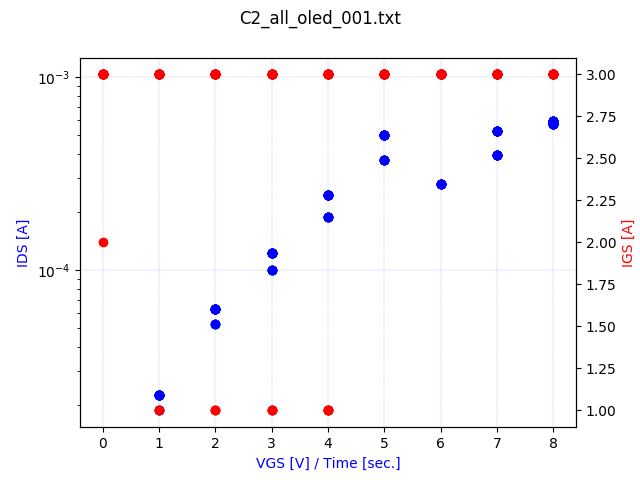 C2_all_oled_001.txt
10⁻³
10⁻⁴
IDS [A]
3.00
2.75
2.50
2.25
2.00
1.75
1.50
1.25
1.00
IGS [A]
0 1 2 3 4 5 6 7 8
VGS [V] / Time [sec.]